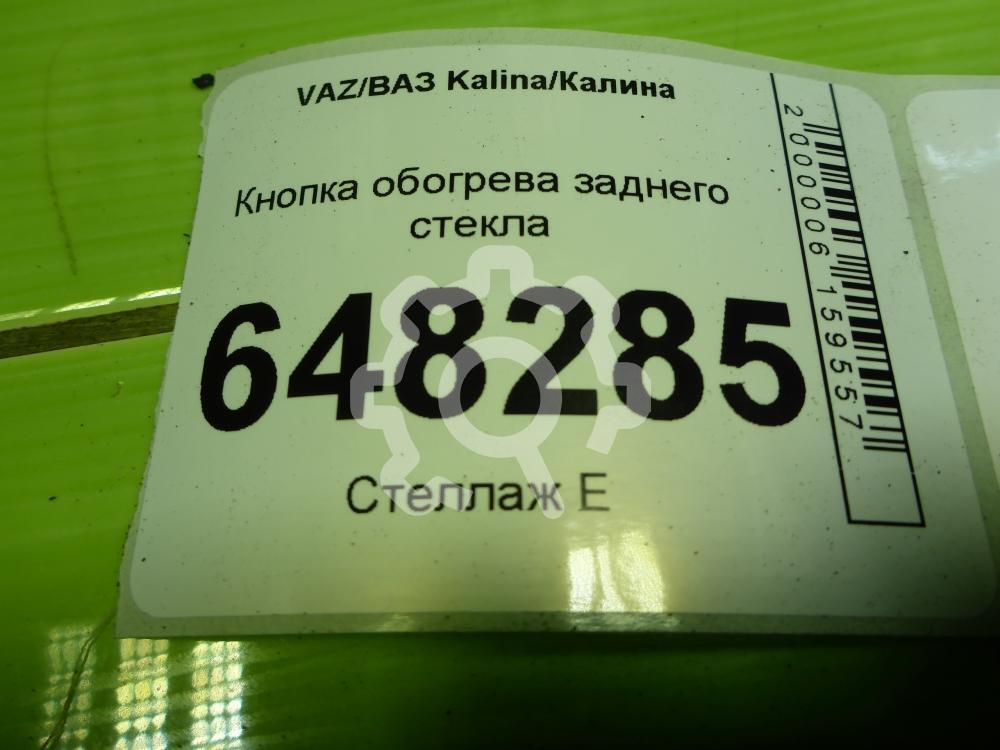 VAZ/ВАЗ Kalina/Калина
Кнопка обогрева заднего
стекла
648285
Стеллаж Е
2000006159557